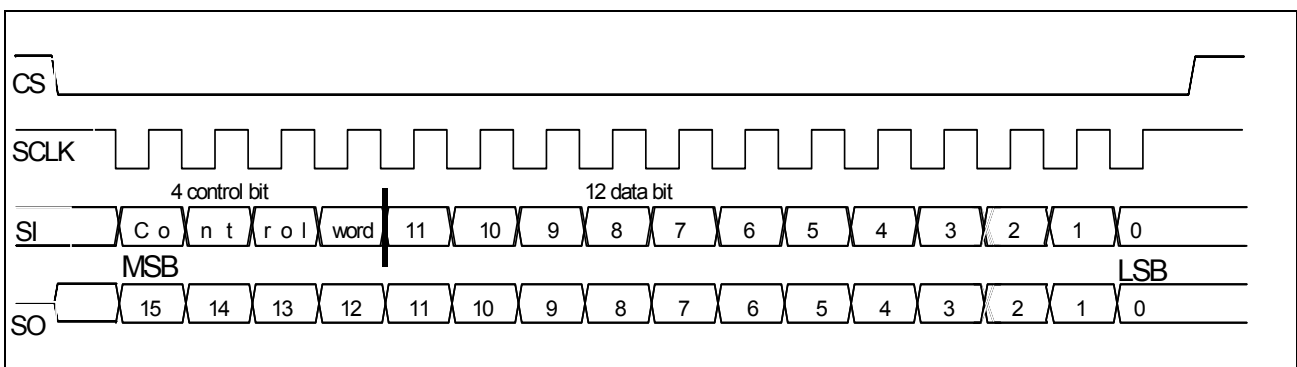 CS
SCLK
4 control bit 12 data bit
SI C o n t r o l word 11 10 9 8 7 6 5 4 3 2 1 0
MSB LSB
SO 15 14 13 12 11 10 9 8 7 6 5 4 3 2 1 0